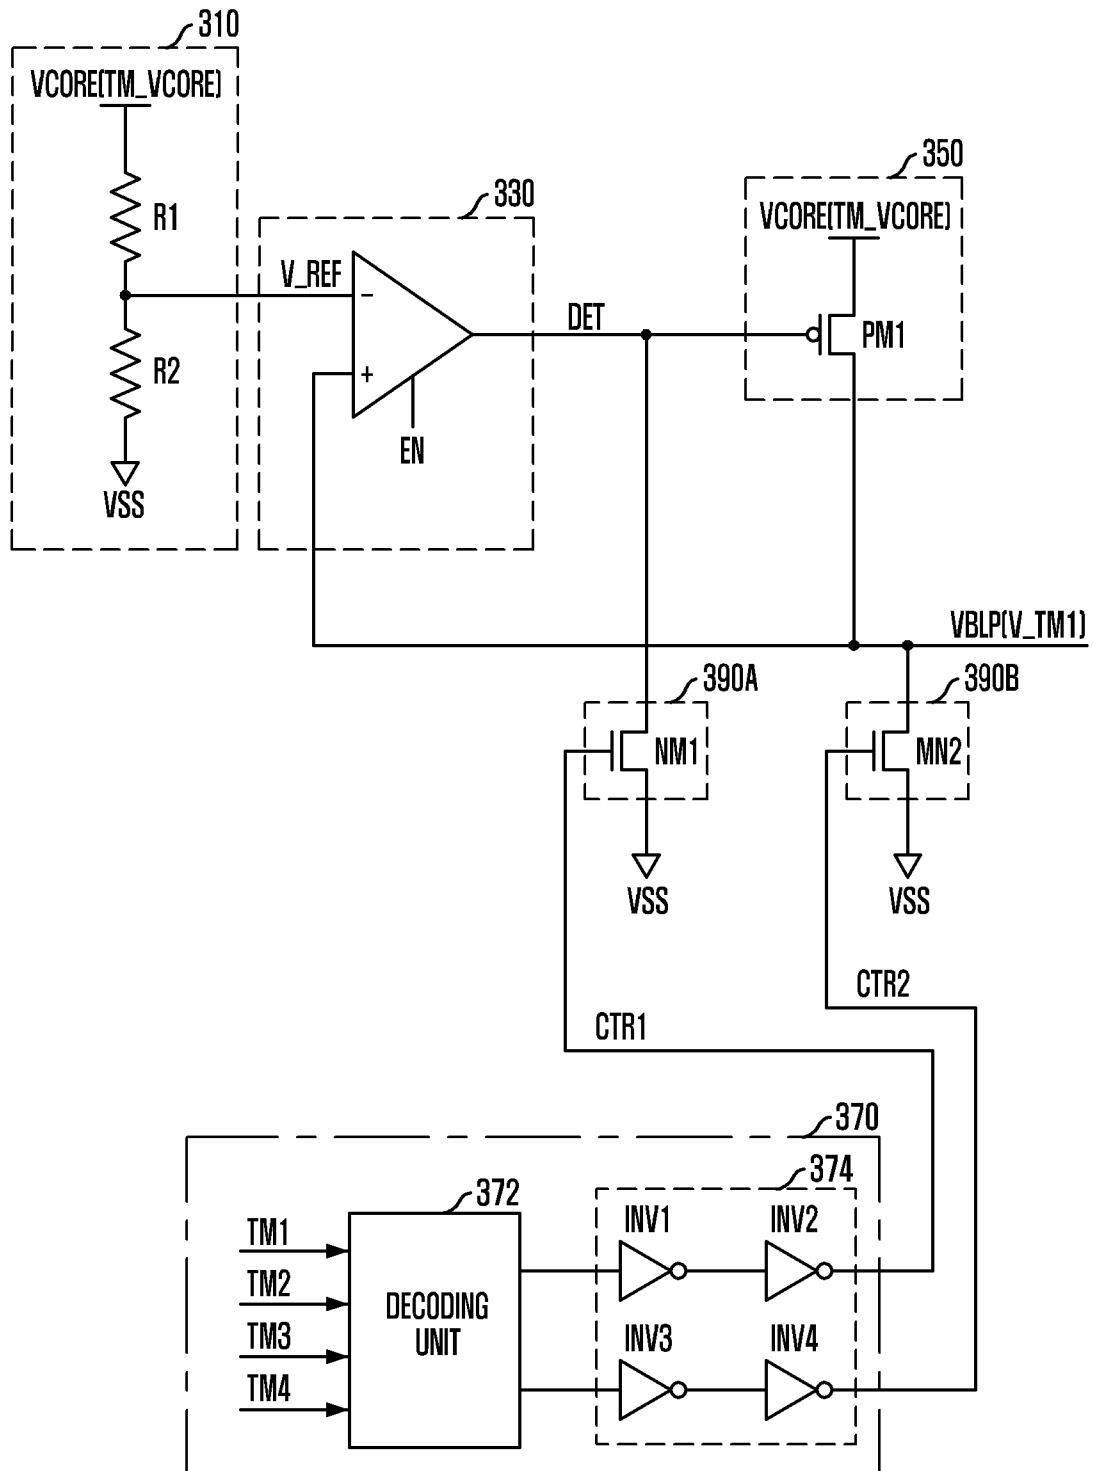 310
VCORE(TM_VCORE)
R1
R2
VSS
330
V_REF
-
+
EN
DET
350
VCORE(TM_VCORE)
PM1
VBLP(V_TM1)
390A
NM1
VSS
390B
MN2
VSS
CTR2
CTR1
370
374
372
TM1
TM2
TM3
TM4
DECODING
UNIT
INV1
INV2
INV3
INV4